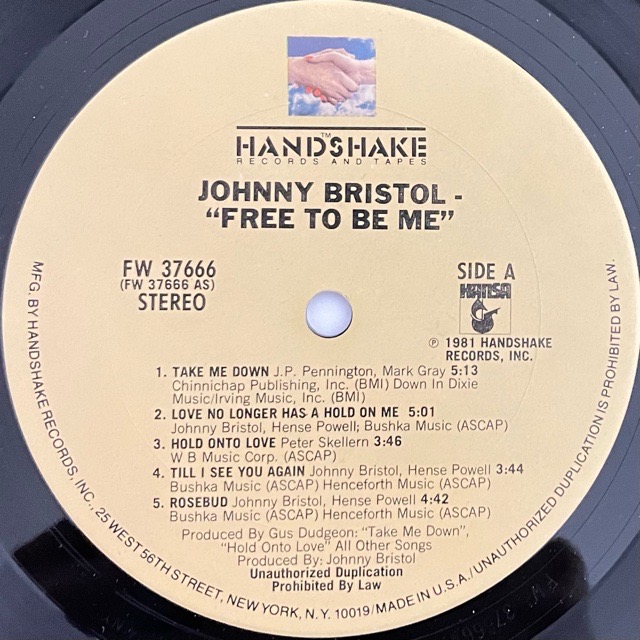 HANDSHAKE
TM
RECORDS AND TAPES
JOHNNY BRISTOL -
"FREE TO BE ME"
FW 37666
(FW 37666 AS)
STEREO
SIDE A
HANSA
℗ 1981 HANDSHAKE
RECORDS, INC.
1. TAKE ME DOWN J.P. Pennington, Mark Gray 5:13
Chinnichap Publishing, Inc. (BMI) Down In Dixie
Music/Irving Music, Inc. (BMI)
2. LOVE NO LONGER HAS A HOLD ON ME 5:01
Johnny Bristol, Hense Powell; Bushka Music (ASCAP)
3. HOLD ONTO LOVE Peter Skellern 3:46
W B Music Corp. (ASCAP)
4. TILL I SEE YOU AGAIN Johnny Bristol, Hense Powell 3:44
Bushka Music (ASCAP) Henceforth Music (ASCAP)
5. ROSEBUD Johnny Bristol, Hense Powell 4:42
Bushka Music (ASCAP) Henceforth Music (ASCAP)
Produced By Gus Dudgeon: "Take Me Down",
"Hold Onto Love" All Other Songs
Produced By: Johnny Bristol
Unauthorized Duplication
Prohibited By Law
MFG. BY HANDSHAKE RECORDS, INC., 25 WEST 56TH STREET, NEW YORK, N.Y. 10019/MADE IN U.S.A./UNAUTHORIZED DUPLICATION IS PROHIBITED BY LAW.